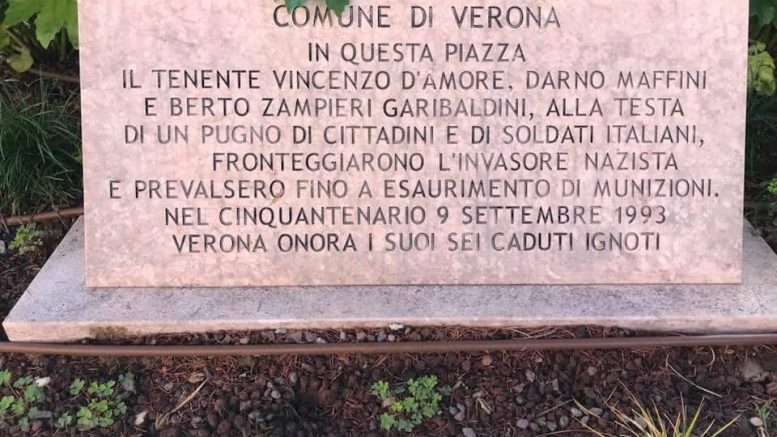 COMUNE DI VERONA
IN QUESTA PIAZZA
IL TENENTE VINCENZO D'AMORE, DARNO MAFFINI
E BERTO ZAMPIERI GARIBALDINI, ALLA TESTA
DI UN PUGNO DI CITTADINI E DI SOLDATI ITALIANI,
FRONTEGGIARONO L'INVASORE NAZISTA
E PREVALSERO FINO A ESAURIMENTO DI MUNIZIONI.
NEL CINQUANTENARIO 9 SETTEMBRE 1993
VERONA ONORA I SUOI SEI CADUTI IGNOTI